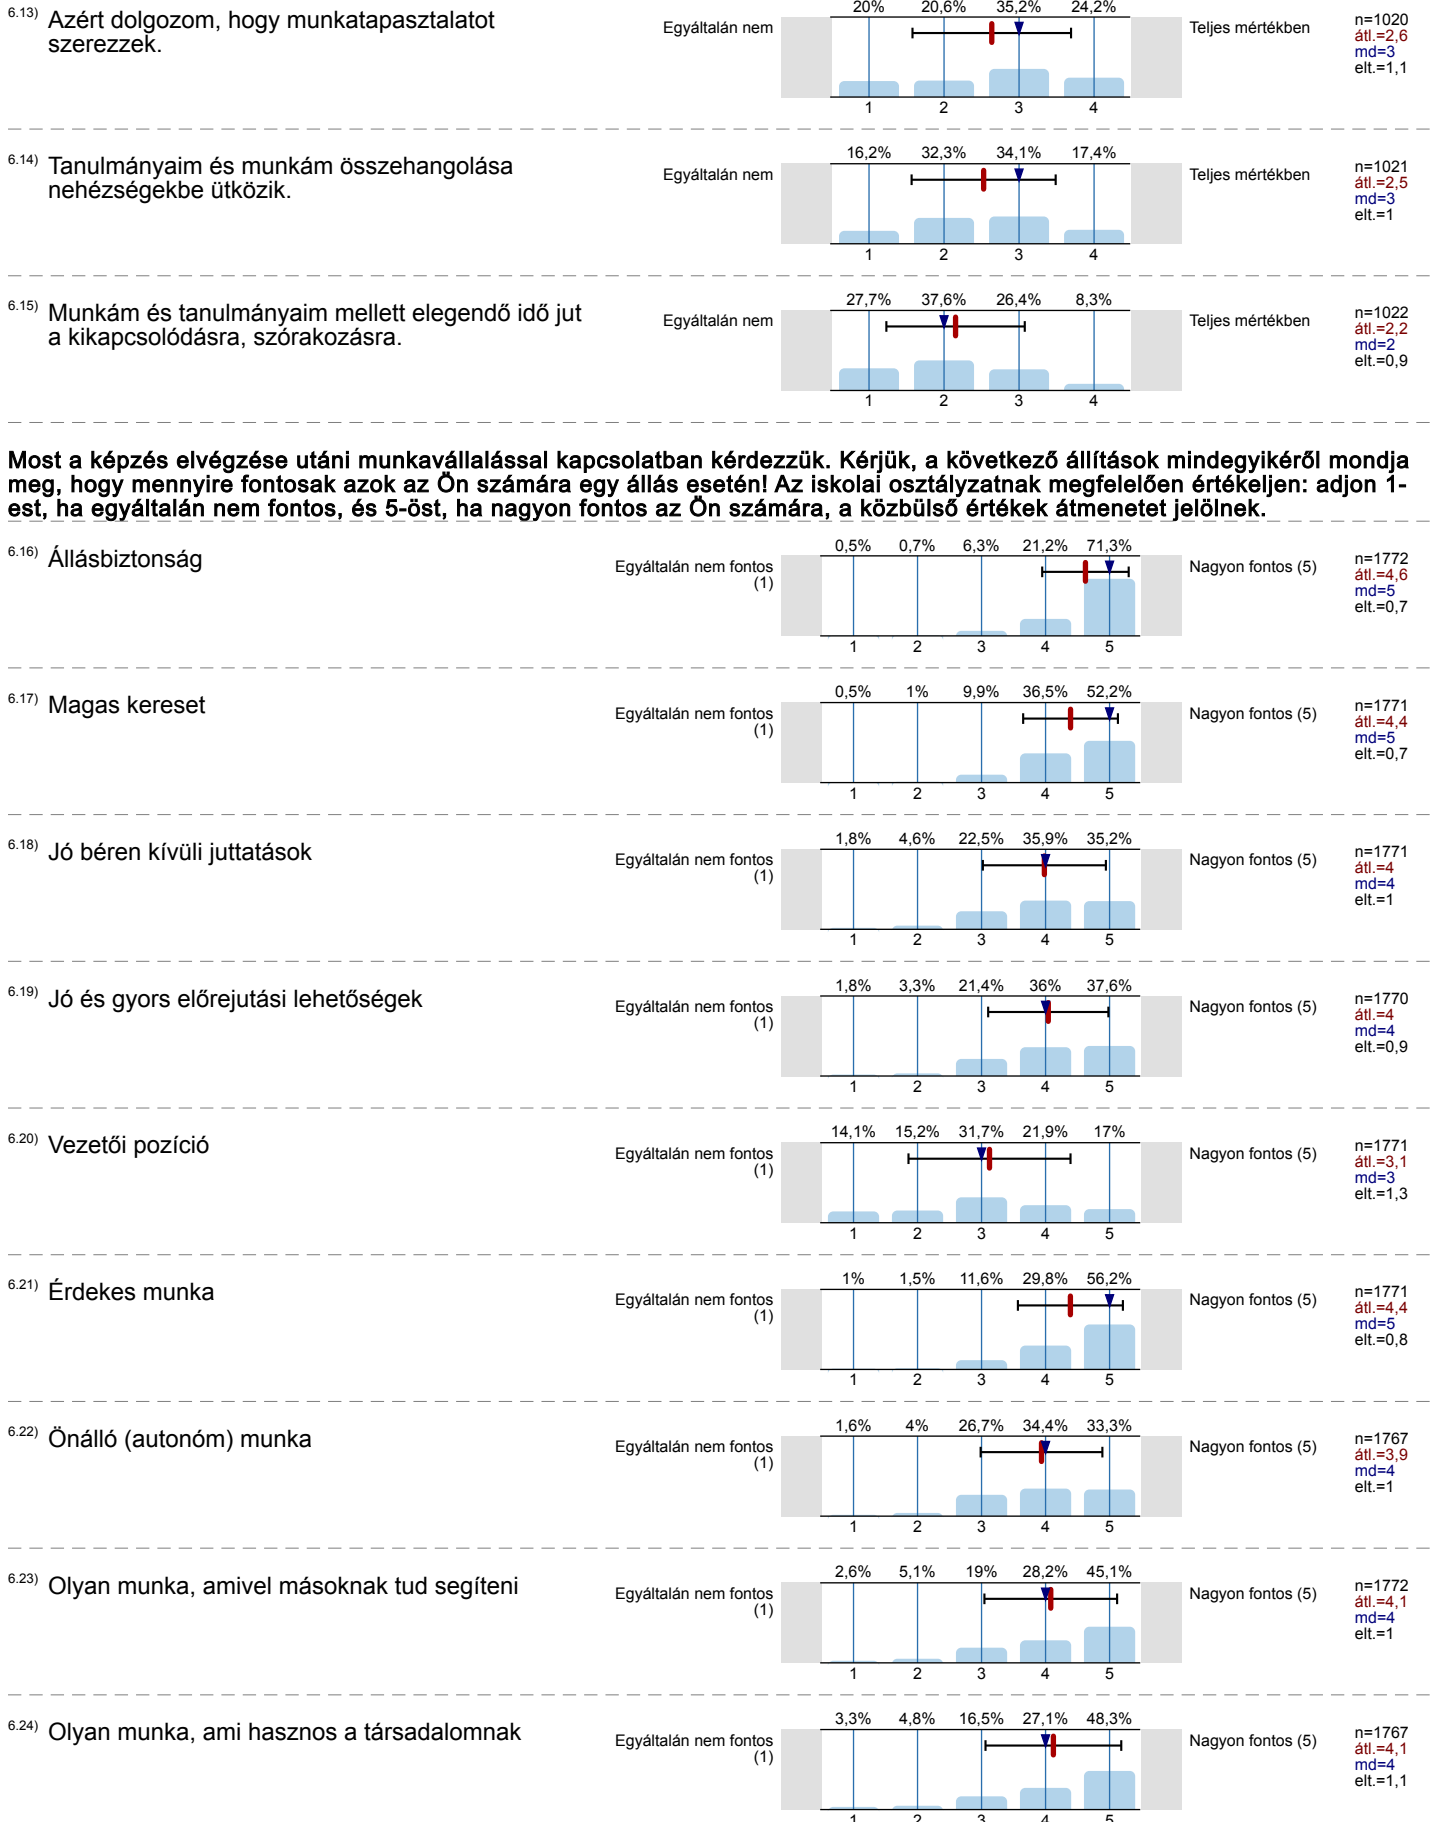 6.13) Azért dolgozom, hogy munkatapasztalatot
szerezzek.
Egyáltalán nem
20% 20,6% 35,2% 24,2%
1 2 3 4
Teljes mértékben
n=1020
átl.=2,6
md=3
elt.=1,1
6.14) Tanulmányaim és munkám összehangolása
nehézségekbe ütközik.
Egyáltalán nem
16,2% 32,3% 34,1% 17,4%
1 2 3 4
Teljes mértékben
n=1021
átl.=2,5
md=3
elt.=1
6.15) Munkám és tanulmányaim mellett elegendő idő jut
a kikapcsolódásra, szórakozásra.
Egyáltalán nem
27,7% 37,6% 26,4% 8,3%
1 2 3 4
Teljes mértékben
n=1022
átl.=2,2
md=2
elt.=0,9
Most a képzés elvégzése utáni munkavállalással kapcsolatban kérdezzük. Kérjük, a következő állítások mindegyikéről mondja
meg, hogy mennyire fontosak azok az Ön számára egy állás esetén! Az iskolai osztályzatnak megfelelően értékeljen: adjon 1-
est, ha egyáltalán nem fontos, és 5-öst, ha nagyon fontos az Ön számára, a közbülső értékek átmenetet jelölnek.
6.16) Állásbiztonság
Egyáltalán nem fontos
(1)
0,5% 0,7% 6,3% 21,2% 71,3%
1 2 3 4 5
Nagyon fontos (5)
n=1772
átl.=4,6
md=5
elt.=0,7
6.17) Magas kereset
Egyáltalán nem fontos
(1)
0,5% 1% 9,9% 36,5% 52,2%
1 2 3 4 5
Nagyon fontos (5)
n=1771
átl.=4,4
md=5
elt.=0,7
6.18) Jó béren kívüli juttatások
Egyáltalán nem fontos
(1)
1,8% 4,6% 22,5% 35,9% 35,2%
1 2 3 4 5
Nagyon fontos (5)
n=1771
átl.=4
md=4
elt.=1
6.19) Jó és gyors előrejutási lehetőségek
Egyáltalán nem fontos
(1)
1,8% 3,3% 21,4% 36% 37,6%
1 2 3 4 5
Nagyon fontos (5)
n=1770
átl.=4
md=4
elt.=0,9
6.20) Vezetői pozíció
Egyáltalán nem fontos
(1)
14,1% 15,2% 31,7% 21,9% 17%
1 2 3 4 5
Nagyon fontos (5)
n=1771
átl.=3,1
md=3
elt.=1,3
6.21) Érdekes munka
Egyáltalán nem fontos
(1)
1% 1,5% 11,6% 29,8% 56,2%
1 2 3 4 5
Nagyon fontos (5)
n=1771
átl.=4,4
md=5
elt.=0,8
6.22) Önálló (autonóm) munka
Egyáltalán nem fontos
(1)
1,6% 4% 26,7% 34,4% 33,3%
1 2 3 4 5
Nagyon fontos (5)
n=1767
átl.=3,9
md=4
elt.=1
6.23) Olyan munka, amivel másoknak tud segíteni
Egyáltalán nem fontos
(1)
2,6% 5,1% 19% 28,2% 45,1%
1 2 3 4 5
Nagyon fontos (5)
n=1772
átl.=4,1
md=4
elt.=1
6.24) Olyan munka, ami hasznos a társadalomnak
Egyáltalán nem fontos
(1)
3,3% 4,8% 16,5% 27,1% 48,3%
1 2 3 4 5
Nagyon fontos (5)
n=1767
átl.=4,1
md=4
elt.=1,1